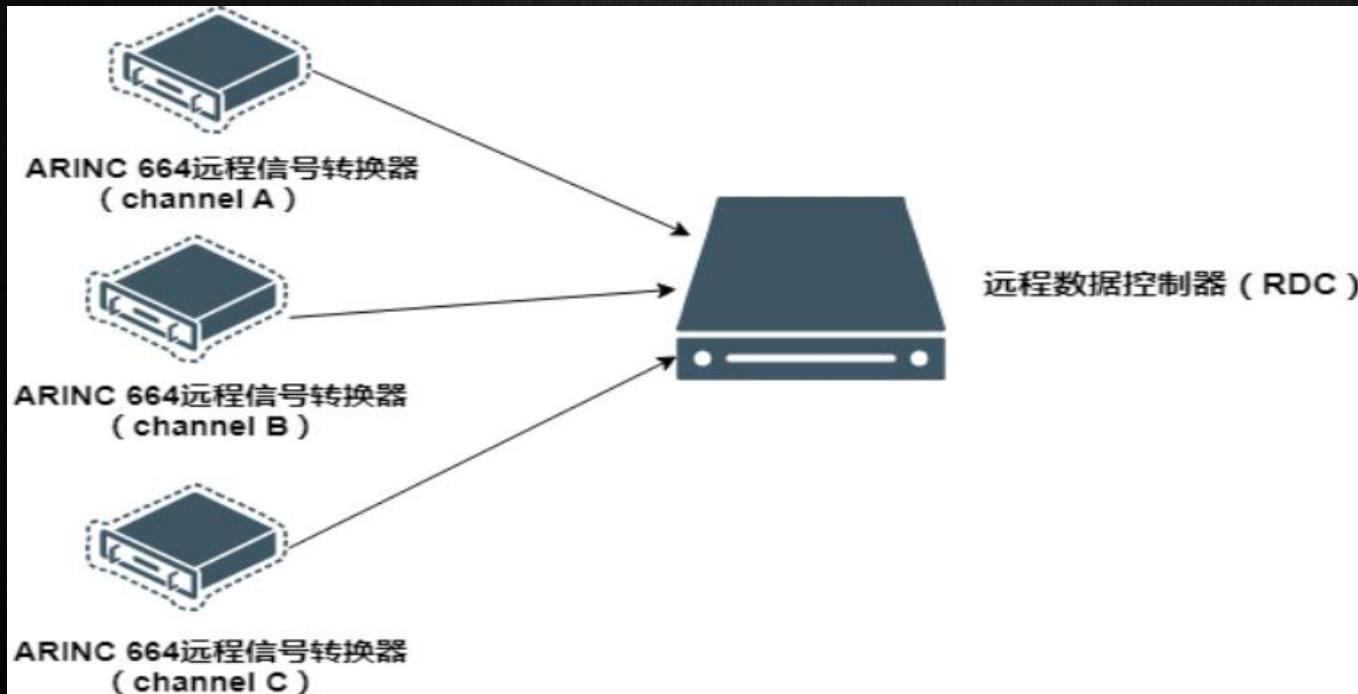 ARINC 664远程信号转换器
（channel A）
远程数据控制器（RDC）
ARINC 664远程信号转换器
（channel B）
ARINC 664远程信号转换器
（channel C）